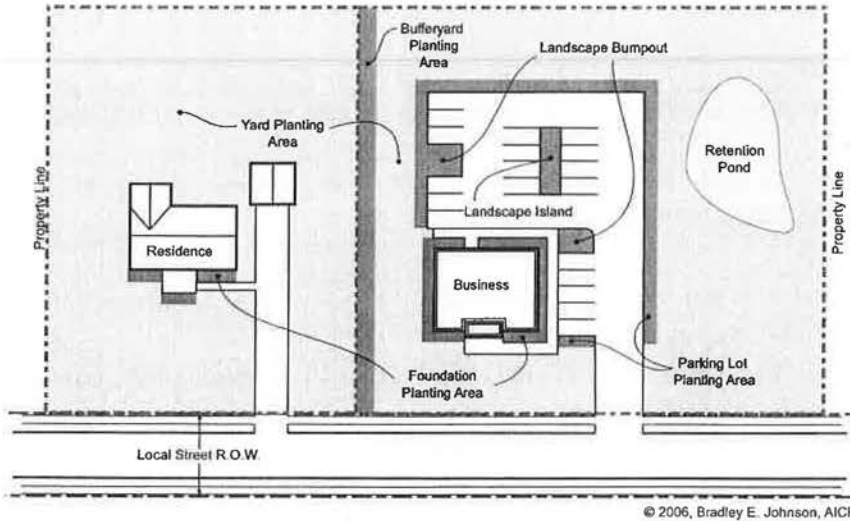 Bufferyard
Planting
Area
Landscape Bumpout
Yard Planting
Area
Retention
Pond
Property Line
Property Line
Landscape Island
Residence
Business
Foundation
Planting Area
Parking Lot
Planting Area
Local Street R.O.W.
© 2006, Bradley E. Johnson, AICP